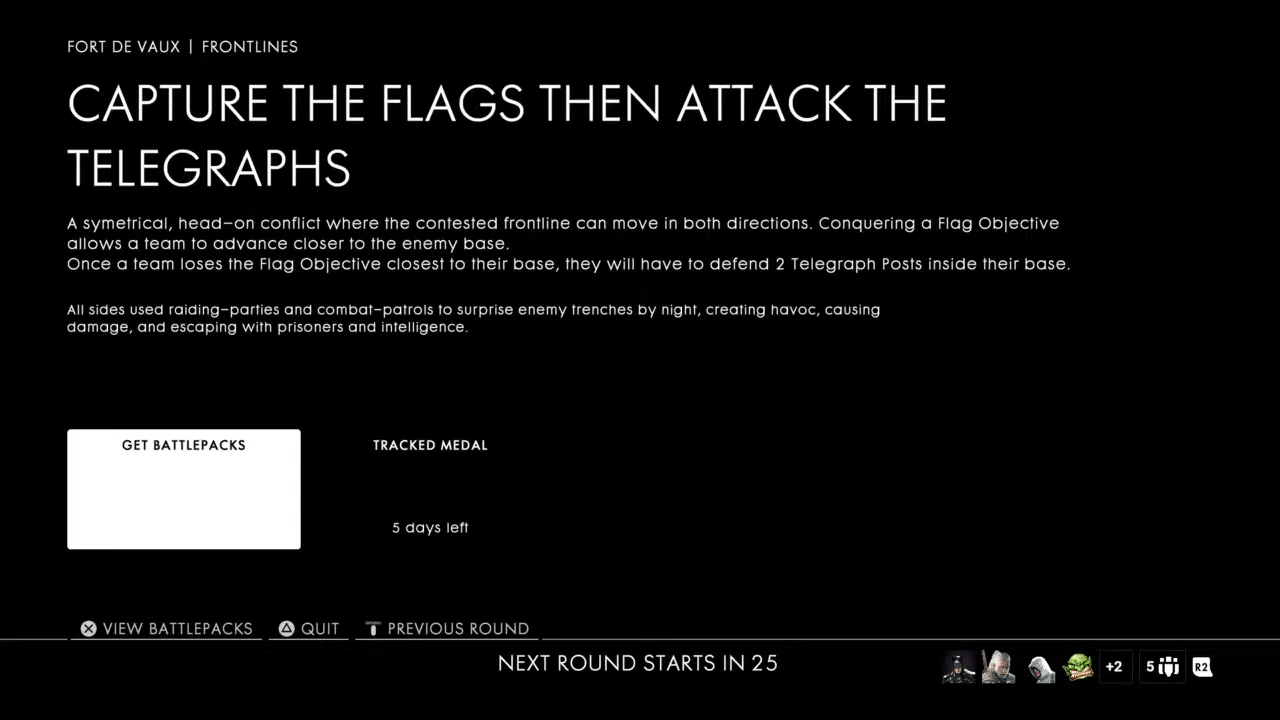 FORT DE VAUX | FRONTLINES
CAPTURE THE FLAGS THEN ATTACK THE
TELEGRAPHS
A symetrical, head-on conflict where the contested frontline can move in both directions. Conquering a Flag Objective
allows a team to advance closer to the enemy base.
Once a team loses the Flag Objective closest to their base, they will have to defend 2 Telegraph Posts inside their base.
All sides used raiding-parties and combat-patrols to surprise enemy trenches by night, creating havoc, causing
damage, and escaping with prisoners and intelligence.
GET BATTLEPACKS
TRACKED MEDAL
5 days left
VIEW BATTLEPACKS QUIT PREVIOUS ROUND
NEXT ROUND STARTS IN 25
+2 5 R2